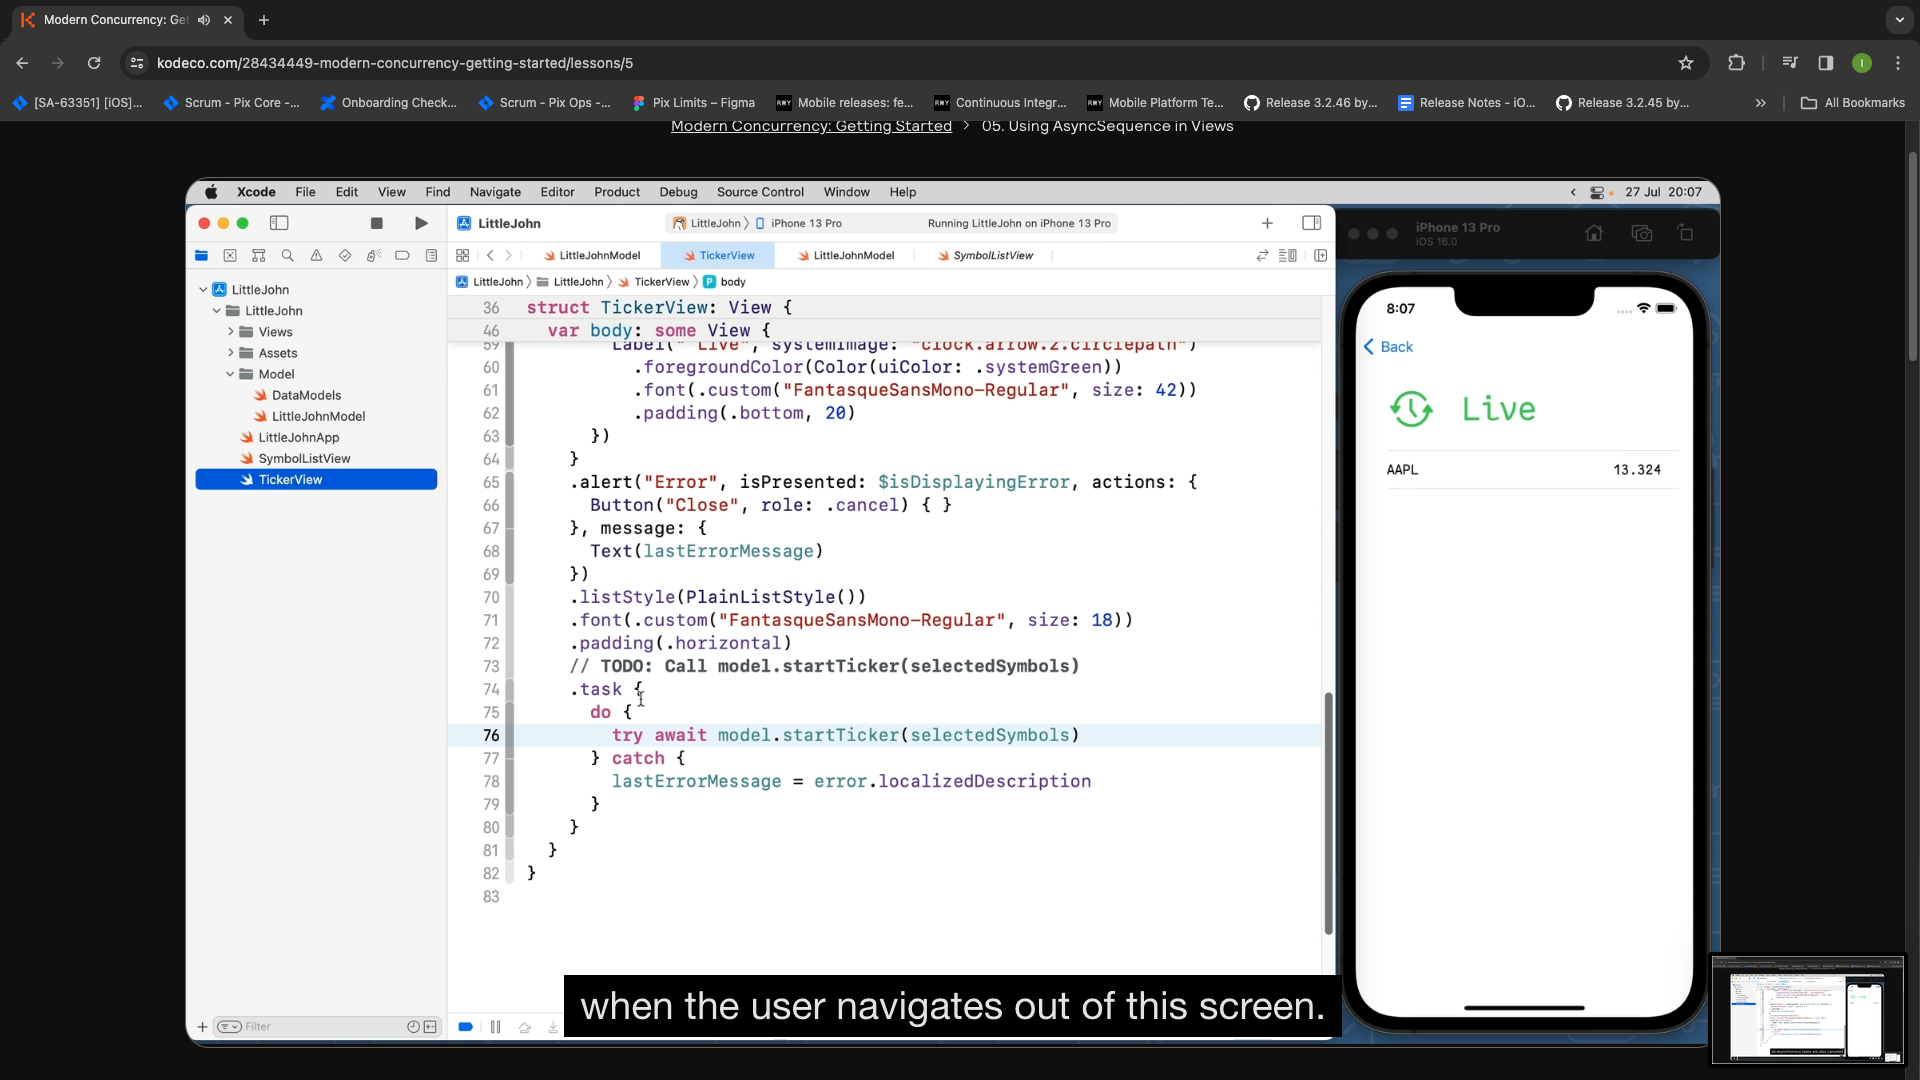 Modern Concurrency: Get
kodeco.com/28434449-modern-concurrency-getting-started/lessons/5
[SA-63351] [iOS]...
Scrum - Pix Core -...
Onboarding Check...
Scrum - Pix Ops -...
Pix Limits – Figma
Mobile releases: fe...
Continuous Integr...
Mobile Platform Te...
Release 3.2.46 by...
Release Notes - iO...
Release 3.2.45 by...
All Bookmarks
Modern Concurrency: Getting Started > 05. Using AsyncSequence in Views
Xcode File Edit View Find Navigate Editor Product Debug Source Control Window Help
27 Jul 20:07
LittleJohn
LittleJohn 〉 iPhone 13 Pro
Running LittleJohn on iPhone 13 Pro
iPhone 13 Pro
iOS 16.0
LittleJohnModel
TickerView
LittleJohnModel
SymbolListView
LittleJohn 〉 LittleJohn 〉 TickerView 〉 P body
LittleJohn
LittleJohn
Views
Assets
Model
DataModels
LittleJohnModel
LittleJohnApp
SymbolListView
TickerView
Filter
36 struct TickerView: View {
46 var body: some View {
59 Label(" Live", systemImage: "clock.arrow.2.circlepath")
60 .foregroundColor(Color(uiColor: .systemGreen))
61 .font(.custom("FantasqueSansMono-Regular", size: 42))
62 .padding(.bottom, 20)
63 })
64 }
65 .alert("Error", isPresented: $isDisplayingError, actions: {
66 Button("Close", role: .cancel) { }
67 }, message: {
68 Text(lastErrorMessage)
69 })
70 .listStyle(PlainListStyle())
71 .font(.custom("FantasqueSansMono-Regular", size: 18))
72 .padding(.horizontal)
73 // TODO: Call model.startTicker(selectedSymbols)
74 .task {
75 do {
76 try await model.startTicker(selectedSymbols)
77 } catch {
78 lastErrorMessage = error.localizedDescription
79 }
80 }
81 }
82 }
83
8:07
Back
Live
AAPL 13.324
when the user navigates out of this screen.